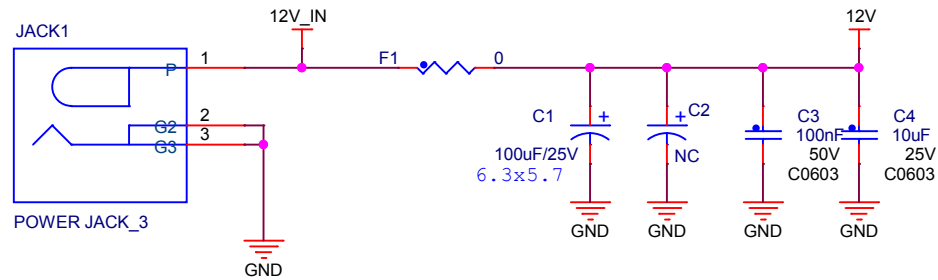 JACK1
12V_IN
12V
P
1
G2
2
G3
3
POWER JACK_3
GND
F1
0
C1
+
100uF/25V
6.3x5.7
GND
+
C2
NC
GND
C3
100nF
50V
C0603
GND
C4
10uF
25V
C0603
GND